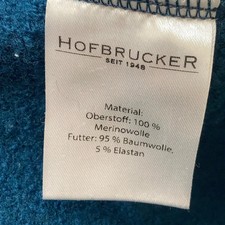 HOFBRUCKER
SEIT 1948
Material:
Oberstoff: 100 %
Merinowolle
Futter: 95 % Baumwolle,
5 % Elastan